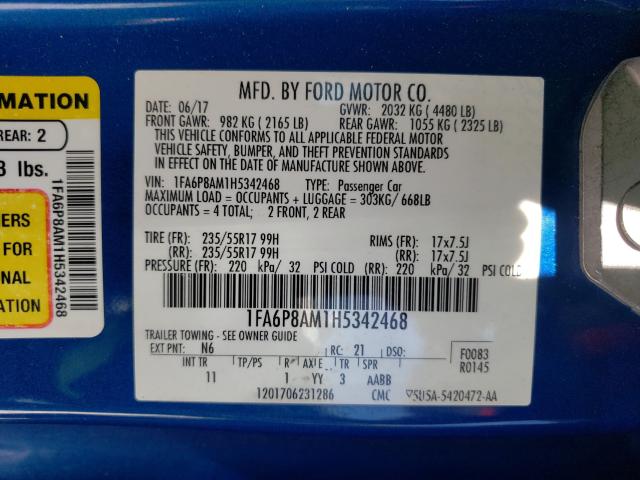 MFD. BY FORD MOTOR CO.
DATE: 06/17 GVWR: 2032 KG ( 4480 LB)
FRONT GAWR: 982 KG ( 2165 LB) REAR GAWR: 1055 KG ( 2325 LB)
THIS VEHICLE CONFORMS TO ALL APPLICABLE FEDERAL MOTOR
VEHICLE SAFETY, BUMPER, AND THEFT PREVENTION STANDARDS
IN EFFECT ON THE DATE OF MANUFACTURE SHOWN ABOVE.
VIN: 1FA6P8AM1H5342468 TYPE: Passenger Car
MAXIMUM LOAD = OCCUPANTS + LUGGAGE = 303KG/ 668LB
OCCUPANTS = 4 TOTAL; 2 FRONT, 2 REAR
TIRE (FR): 235/55R17 99H RIMS (FR): 17x7.5J
(RR): 235/55R17 99H (RR): 17x7.5J
PRESSURE (FR): 220 kPa/ 32 PSI COLD (RR): 220 kPa/ 32 PSI COLD
1FA6P8AM1H5342468
TRAILER TOWING - SEE OWNER GUIDE
EXT PNT: N6 RC: 21 DSO: F0083
INT TR TP/PS R AXLE TR SPR R0145
11 1 YY 3 AABB
1201706231286 CMC 5U5A-5420472-AA
RMATION
REAR: 2
lbs.
FOR
1FA6P8AM1H5342468